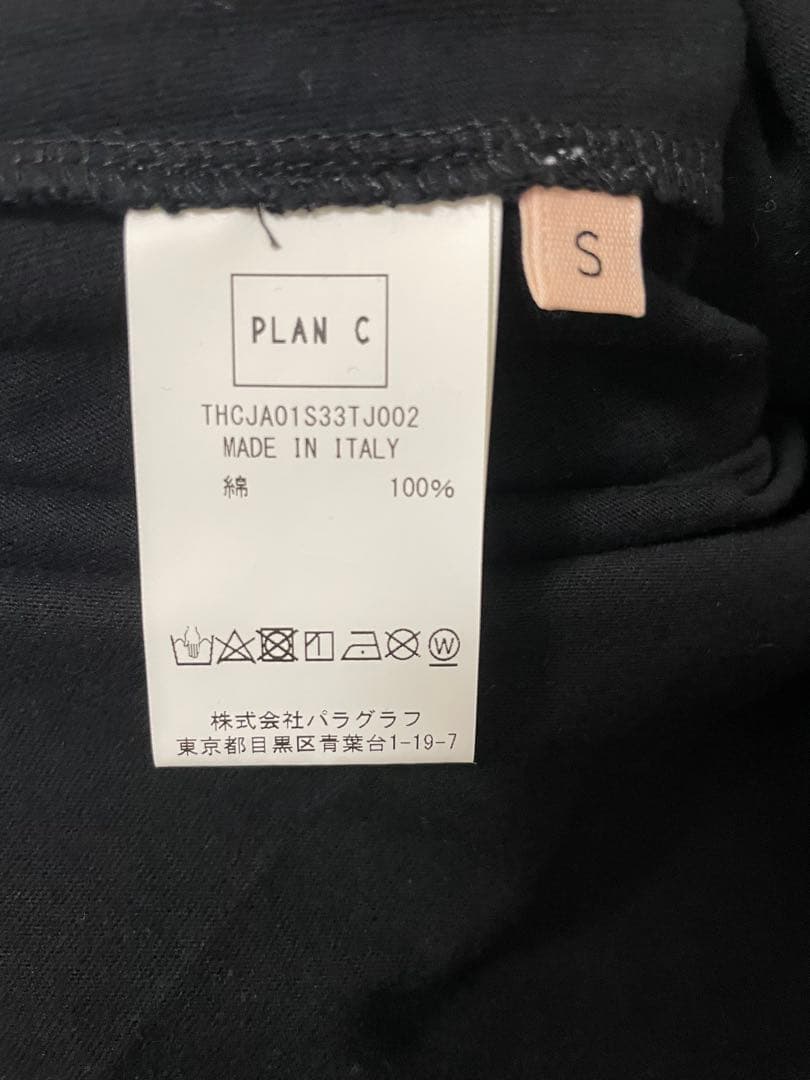 S
PLAN C
THCJA01S33TJ002
MADE IN ITALY
綿 100%
W
株式会社パラグラフ
東京都目黒区青葉台1-19-7